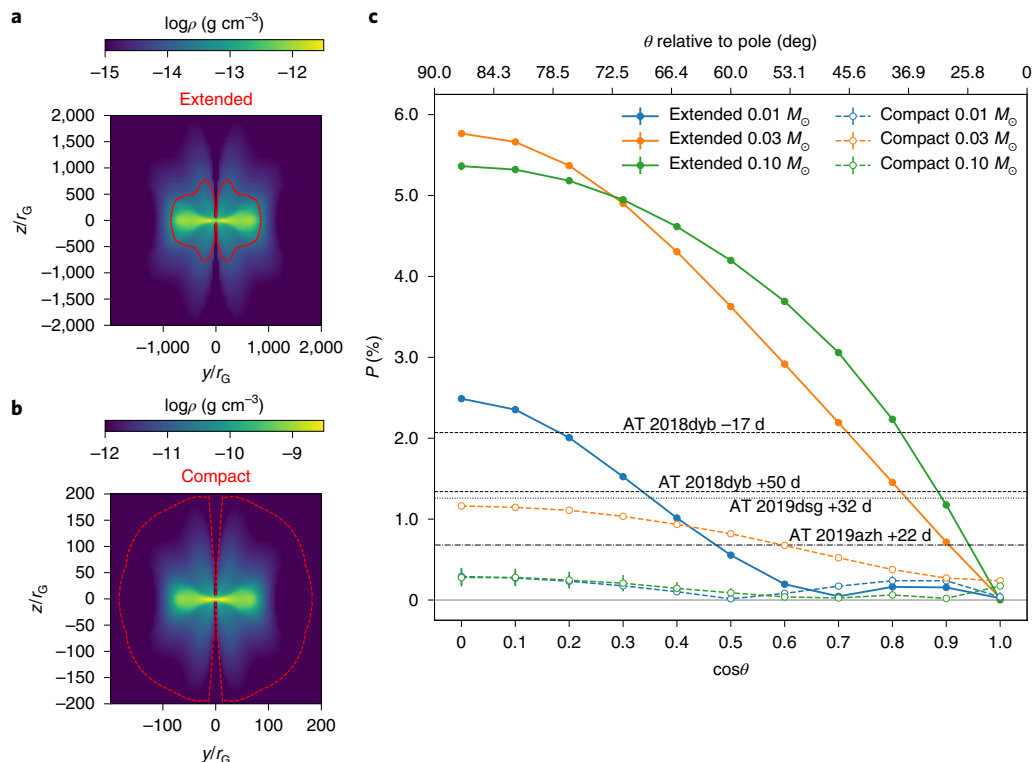 a
logρ (g cm⁻³)
−15 −14 −13 −12
Extended
2,000
1,500
1,000
500
0
−500
−1,000
−1,500
−2,000
z/rG
−1,000 0 1,000 2,000
y/rG
b
logρ (g cm⁻³)
−12 −11 −10 −9
Compact
200
150
100
50
0
−50
−100
−150
−200
z/rG
−100 0 100 200
y/rG
c
θ relative to pole (deg)
90.0 84.3 78.5 72.5 66.4 60.0 53.1 45.6 36.9 25.8 0
Extended 0.01 M⊙ Compact 0.01 M⊙
Extended 0.03 M⊙ Compact 0.03 M⊙
Extended 0.10 M⊙ Compact 0.10 M⊙
6.0
5.0
4.0
3.0
2.0
1.0
0
P (%)
AT 2018dyb −17 d
AT 2018dyb +50 d
AT 2019dsg +32 d
AT 2019azh +22 d
0 0.1 0.2 0.3 0.4 0.5 0.6 0.7 0.8 0.9 1.0
cosθ